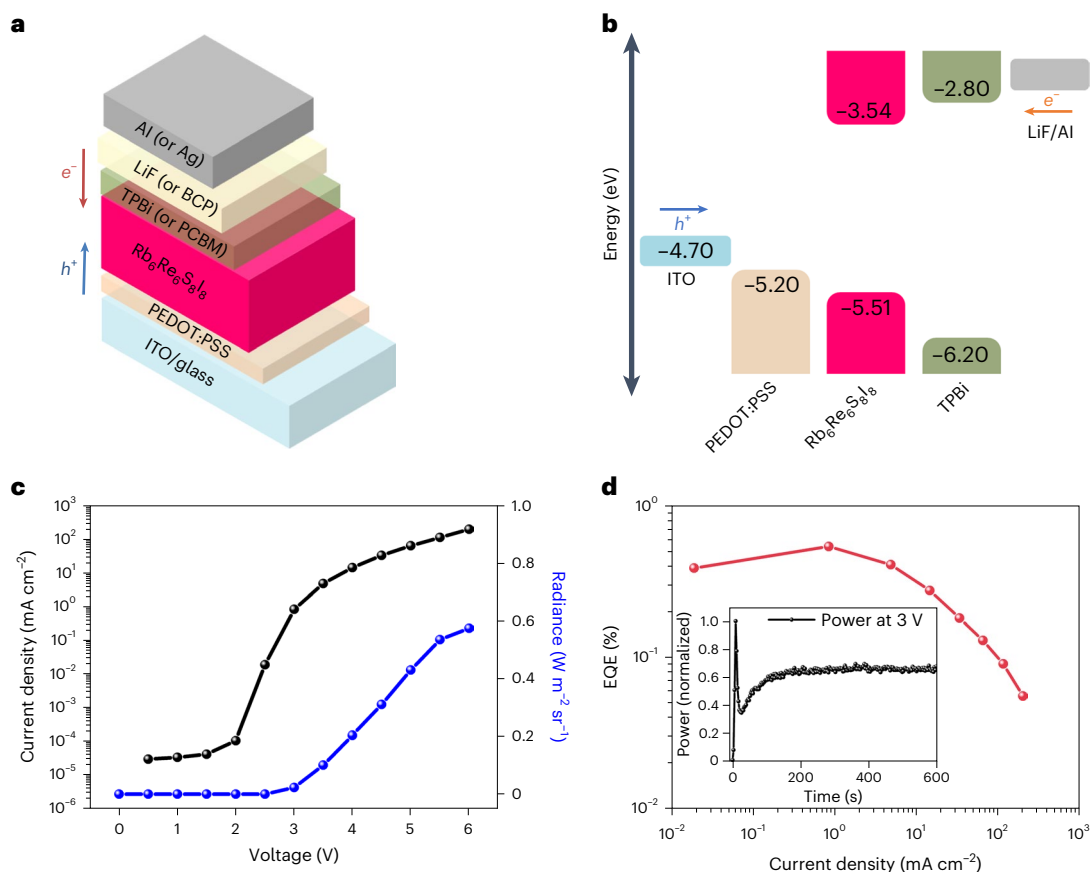 a
Al (or Ag)
LiF (or BCP)
TPBi (or PCBM)
Rb₆Re₆S₈I₈
PEDOT:PSS
ITO/glass
e⁻
h⁺
b
Energy (eV)
h⁺
−4.70
ITO
−5.20
PEDOT:PSS
−3.54
−5.51
Rb₆Re₆S₈I₈
−2.80
−6.20
TPBi
e⁻
LiF/Al
c
Current density (mA cm⁻²)
10³
10²
10¹
10⁰
10⁻¹
10⁻²
10⁻³
10⁻⁴
10⁻⁵
10⁻⁶
0 1 2 3 4 5 6
Voltage (V)
1.0
0.8
0.6
0.4
0.2
0
Radiance (W m⁻² sr⁻¹)
d
EQE (%)
10⁰
10⁻¹
10⁻²
10⁻² 10⁻¹ 10⁰ 10¹ 10² 10³
Current density (mA cm⁻²)
Power at 3 V
Power (normalized)
1.0
0.8
0.6
0.4
0.2
0
0 200 400 600
Time (s)